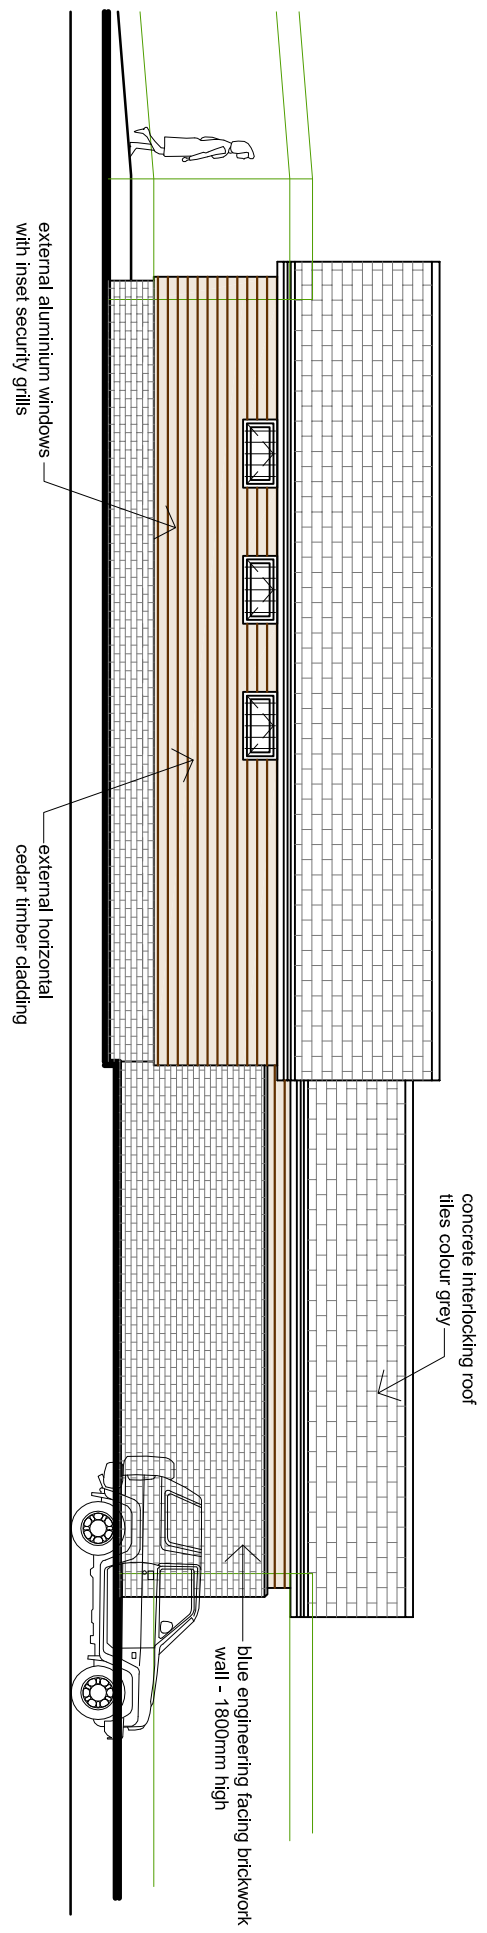 concrete interlocking roof
tiles colour grey
external aluminium windows
with inset security grills
external horizontal
cedar timber cladding
blue engineering facing brickwork
wall - 1800mm high